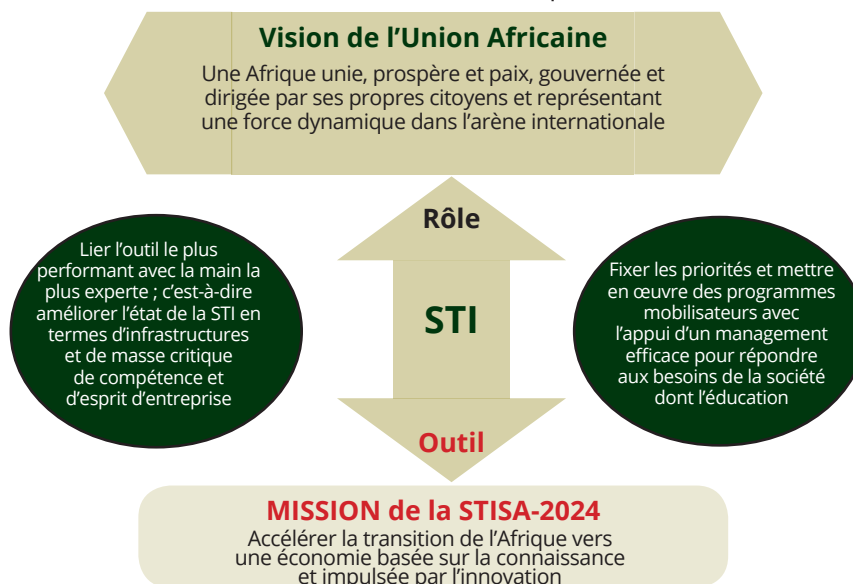 Vision de l’Union Africaine
Une Afrique unie, prospère et paix, gouvernée et
dirigée par ses propres citoyens et représentant
une force dynamique dans l’arène internationale
Rôle
Lier l’outil le plus
performant avec la main la
plus experte ; c’est-à-dire
améliorer l’état de la STI en
termes d’infrastructures
et de masse critique
de compétence et
d’esprit d’entreprise
STI
Fixer les priorités et mettre
en œuvre des programmes
mobilisateurs avec
l’appui d’un management
efficace pour répondre
aux besoins de la société
dont l’éducation
Outil
MISSION de la STISA-2024
Accélérer la transition de l’Afrique vers
une économie basée sur la connaissance
et impulsée par l’innovation